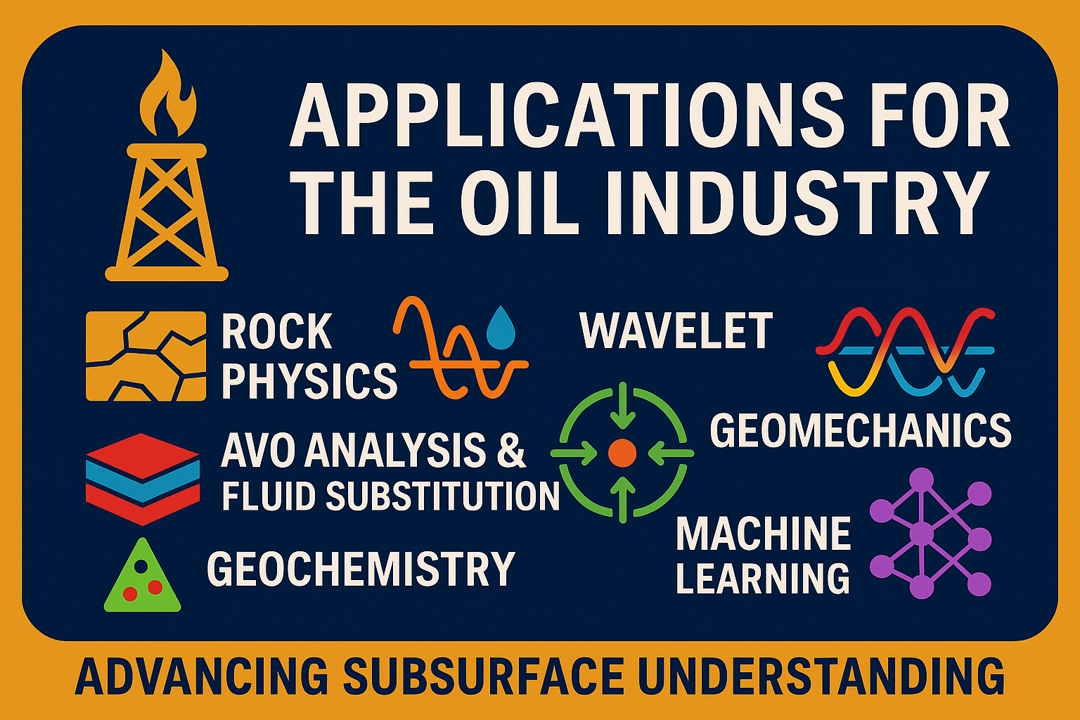 APPLICATIONS FOR
THE OIL INDUSTRY
ROCK
PHYSICS
WAVELET
AVO ANALYSIS &
FLUID SUBSTITUTION
GEOMECHANICS
GEOCHEMISTRY
MACHINE
LEARNING
ADVANCING SUBSURFACE UNDERSTANDING